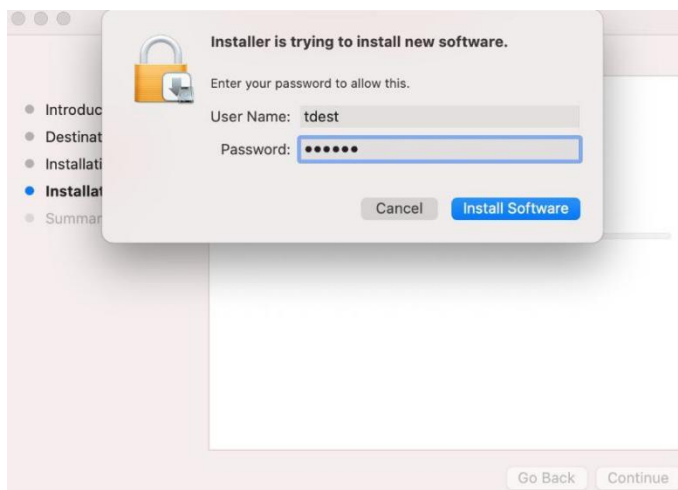 Installer is trying to install new software.
Enter your password to allow this.
User Name: tdest
Password: ••••••
Cancel Install Software
Introduc
Destinat
Installati
Installat
Summar
Go Back Continue